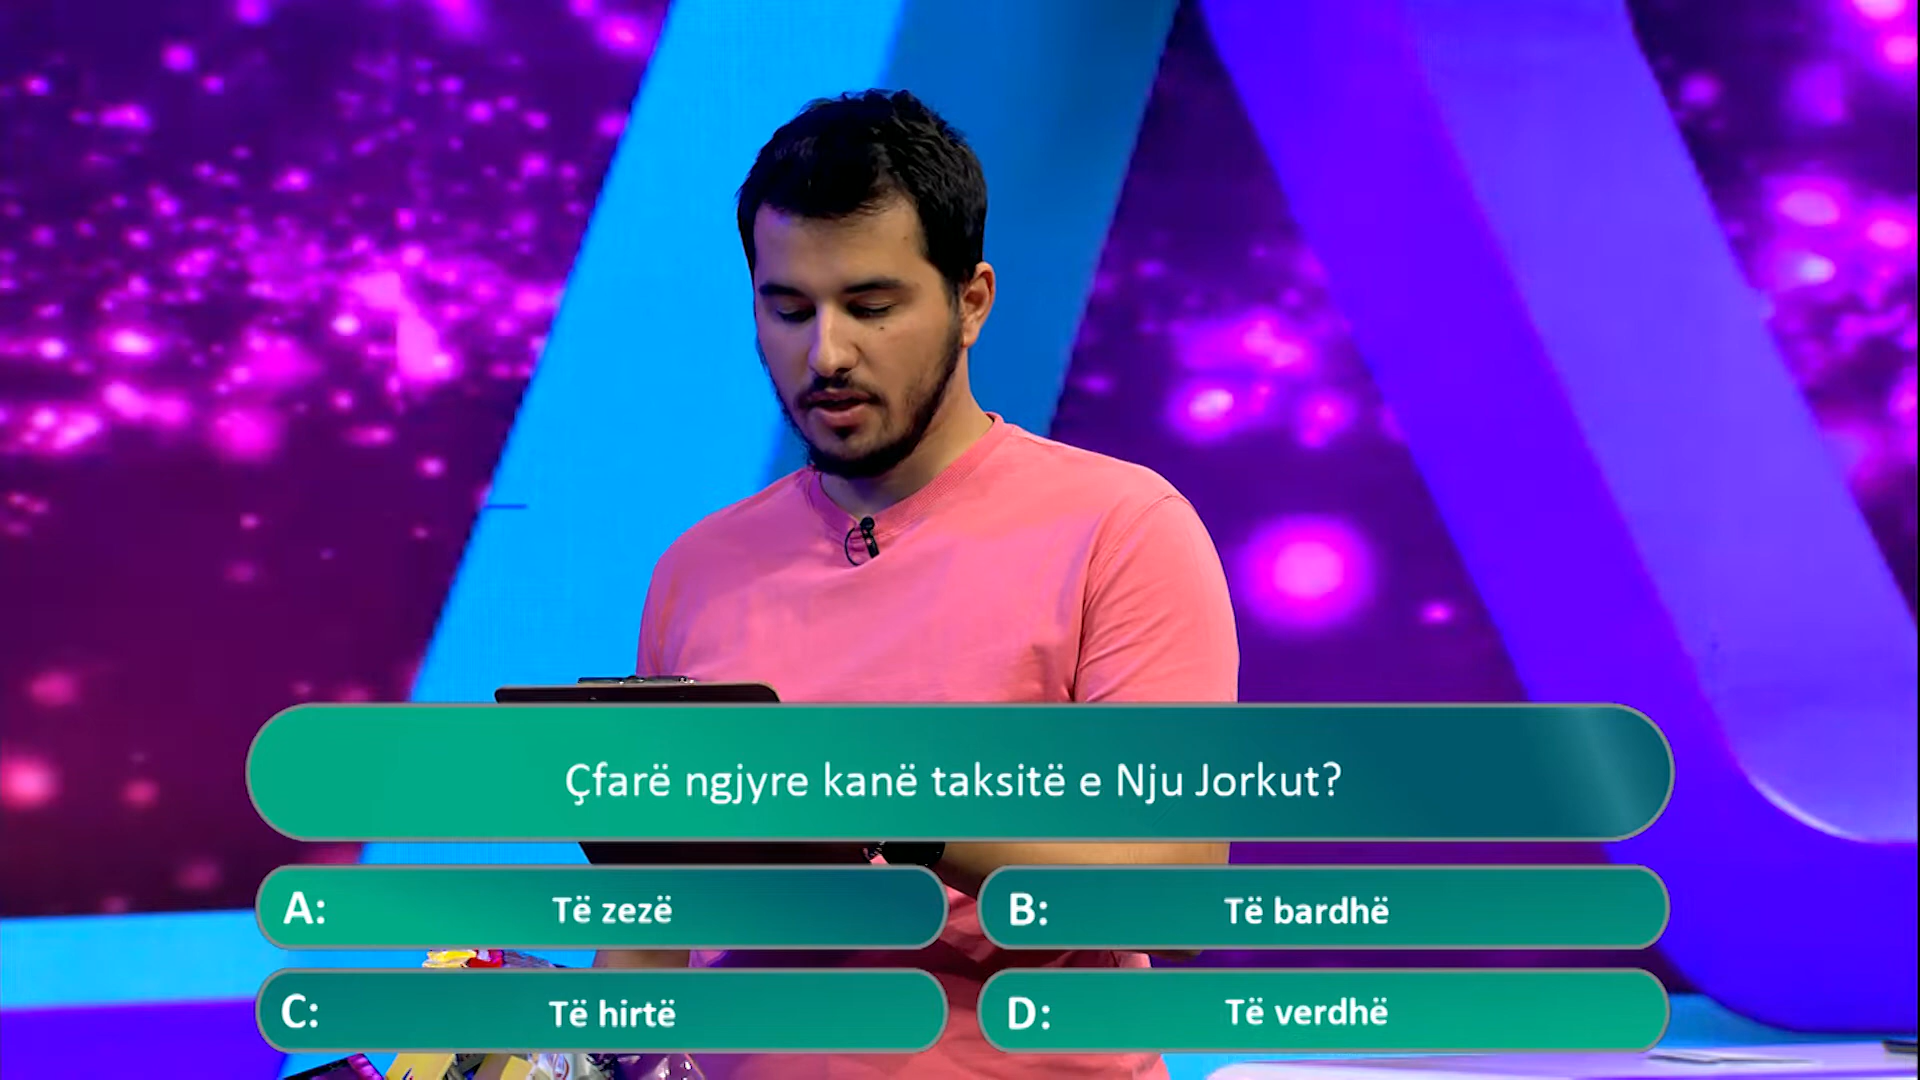 Çfarë ngjyre kanë taksitë e Nju Jorkut?
A: Të zezë
B: Të bardhë
C: Të hirtë
D: Të verdhë